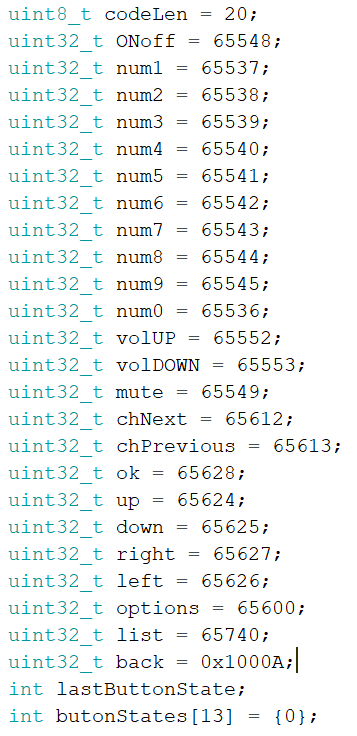 uint8_t codeLen = 20;
uint32_t ONoff = 65548;
uint32_t num1 = 65537;
uint32_t num2 = 65538;
uint32_t num3 = 65539;
uint32_t num4 = 65540;
uint32_t num5 = 65541;
uint32_t num6 = 65542;
uint32_t num7 = 65543;
uint32_t num8 = 65544;
uint32_t num9 = 65545;
uint32_t num0 = 65536;
uint32_t volUP = 65552;
uint32_t volDOWN = 65553;
uint32_t mute = 65549;
uint32_t chNext = 65612;
uint32_t chPrevious = 65613;
uint32_t ok = 65628;
uint32_t up = 65624;
uint32_t down = 65625;
uint32_t right = 65627;
uint32_t left = 65626;
uint32_t options = 65600;
uint32_t list = 65740;
uint32_t back = 0x1000A;
int lastButtonState;
int butonStates[13] = {0};